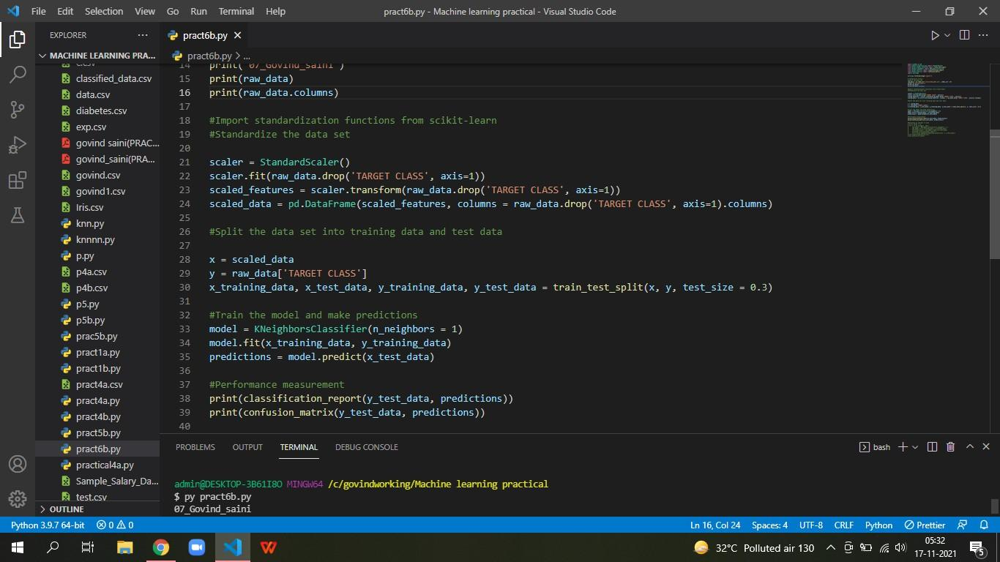 File Edit Selection View Go Run Terminal Help pract6b.py - Machine learning practical - Visual Studio Code
EXPLORER
MACHINE LEARNING PRA...
classified_data.csv
data.csv
diabetes.csv
exp.csv
govind saini(PRAC...
govind_saini(PRA...
govind.csv
govind1.csv
Iris.csv
knn.py
knnnn.py
p.py
p4a.csv
p4b.csv
p5.py
p5b.py
prac5b.py
pract1a.py
pract1b.py
pract4a.csv
pract4a.py
pract4b.py
pract5b.py
pract6b.py
practical4a.py
Sample_Salary_Da...
test.csv
OUTLINE
pract6b.py
pract6b.py > ...
14 print("07_Govind_saini")
15 print(raw_data)
16 print(raw_data.columns)
17
18 #Import standardization functions from scikit-learn
19 #Standardize the data set
20
21 scaler = StandardScaler()
22 scaler.fit(raw_data.drop('TARGET CLASS', axis=1))
23 scaled_features = scaler.transform(raw_data.drop('TARGET CLASS', axis=1))
24 scaled_data = pd.DataFrame(scaled_features, columns = raw_data.drop('TARGET CLASS', axis=1).columns)
25
26 #Split the data set into training data and test data
27
28 x = scaled_data
29 y = raw_data['TARGET CLASS']
30 x_training_data, x_test_data, y_training_data, y_test_data = train_test_split(x, y, test_size = 0.3)
31
32 #Train the model and make predictions
33 model = KNeighborsClassifier(n_neighbors = 1)
34 model.fit(x_training_data, y_training_data)
35 predictions = model.predict(x_test_data)
36
37 #Performance measurement
38 print(classification_report(y_test_data, predictions))
39 print(confusion_matrix(y_test_data, predictions))
40
PROBLEMS OUTPUT TERMINAL DEBUG CONSOLE bash
admin@DESKTOP-3B61I8O MINGW64 /c/govindworking/Machine learning practical
$ py pract6b.py
07_Govind_saini
Python 3.9.7 64-bit 0 0 Ln 16, Col 24 Spaces: 4 UTF-8 CRLF Python Prettier
32°C Polluted air 130 05:32
17-11-2021
5